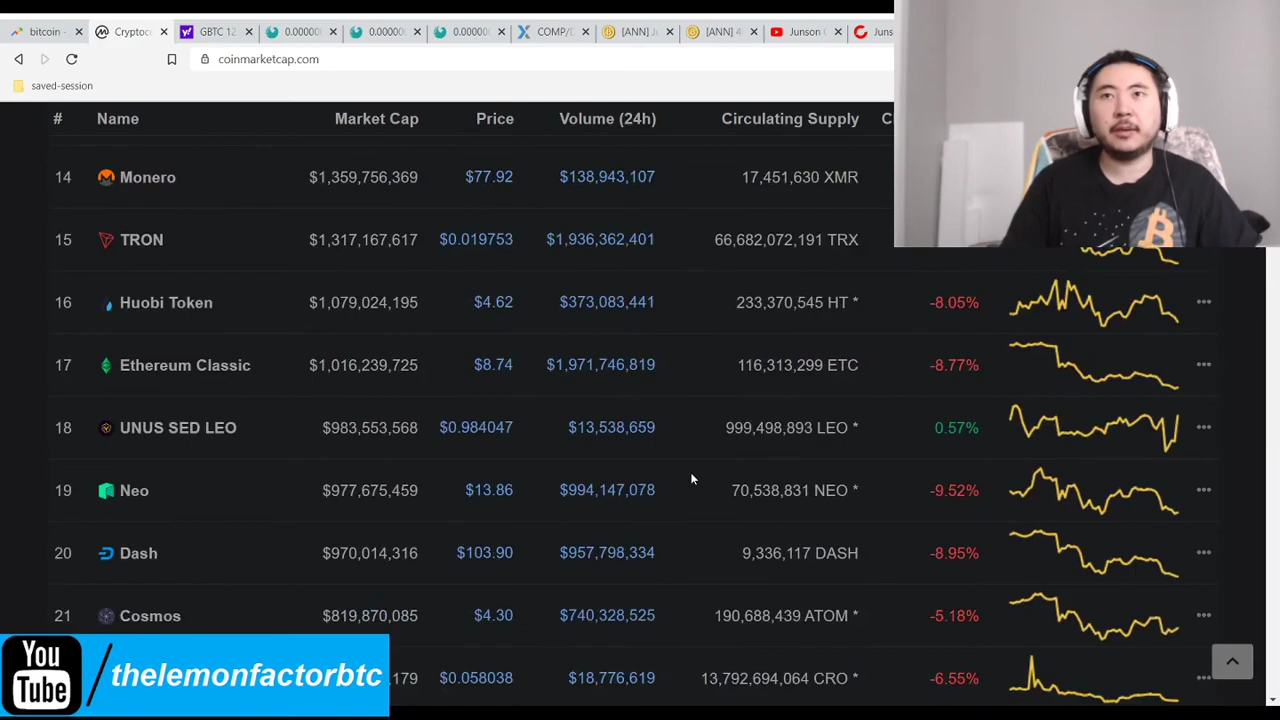 bitcoin -
Cryptoc
GBTC 12
0.00000
0.00000
0.00000
COMP/D
[ANN] Ju
[ANN] 4
Junson C
Juns
coinmarketcap.com
saved-session
# Name Market Cap Price Volume (24h) Circulating Supply C
14 Monero $1,359,756,369 $77.92 $138,943,107 17,451,630 XMR
15 TRON $1,317,167,617 $0.019753 $1,936,362,401 66,682,072,191 TRX
16 Huobi Token $1,079,024,195 $4.62 $373,083,441 233,370,545 HT * -8.05%
17 Ethereum Classic $1,016,239,725 $8.74 $1,971,746,819 116,313,299 ETC -8.77%
18 UNUS SED LEO $983,553,568 $0.984047 $13,538,659 999,498,893 LEO * 0.57%
19 Neo $977,675,459 $13.86 $994,147,078 70,538,831 NEO * -9.52%
20 Dash $970,014,316 $103.90 $957,798,334 9,336,117 DASH -8.95%
21 Cosmos $819,870,085 $4.30 $740,328,525 190,688,439 ATOM * -5.18%
179 $0.058038 $18,776,619 13,792,694,064 CRO * -6.55%
You Tube /thelemonfactorbtc